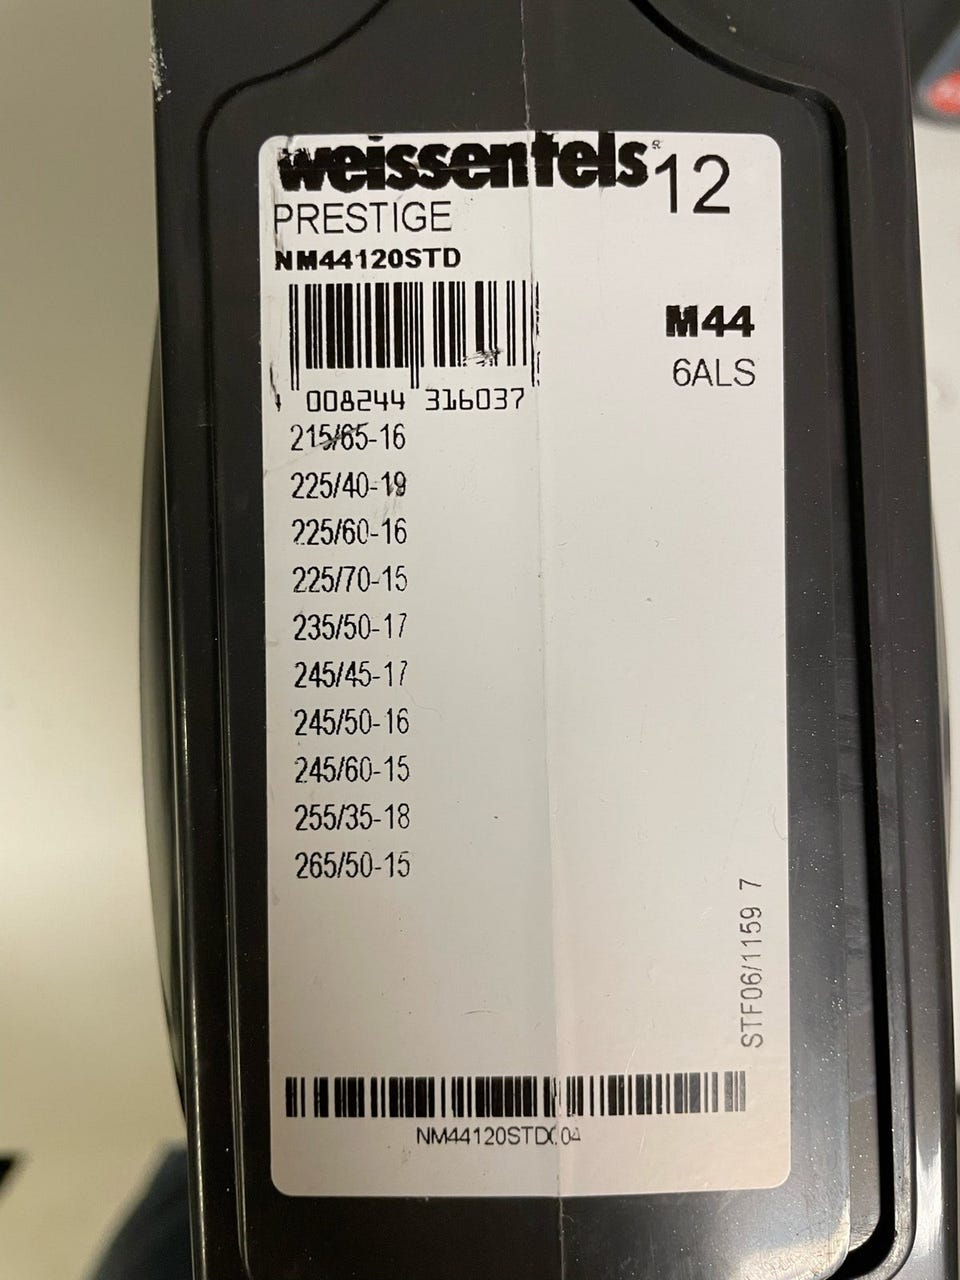 weissenfels® 12
PRESTIGE
NM44120STD
M44
6ALS
008244 316037
215/65-16
225/40-19
225/60-16
225/70-15
235/50-17
245/45-17
245/50-16
245/60-15
255/35-18
265/50-15
STF06/1159 7